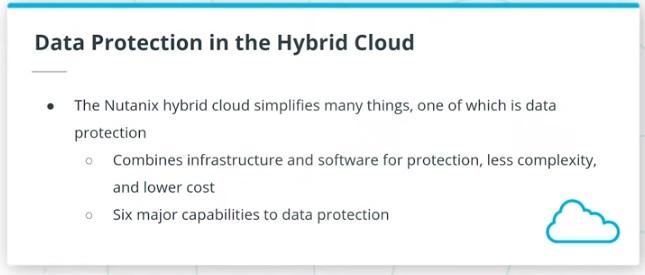 Data Protection in the Hybrid Cloud
● The Nutanix hybrid cloud simplifies many things, one of which is data
protection
○ Combines infrastructure and software for protection, less complexity,
and lower cost
○ Six major capabilities to data protection